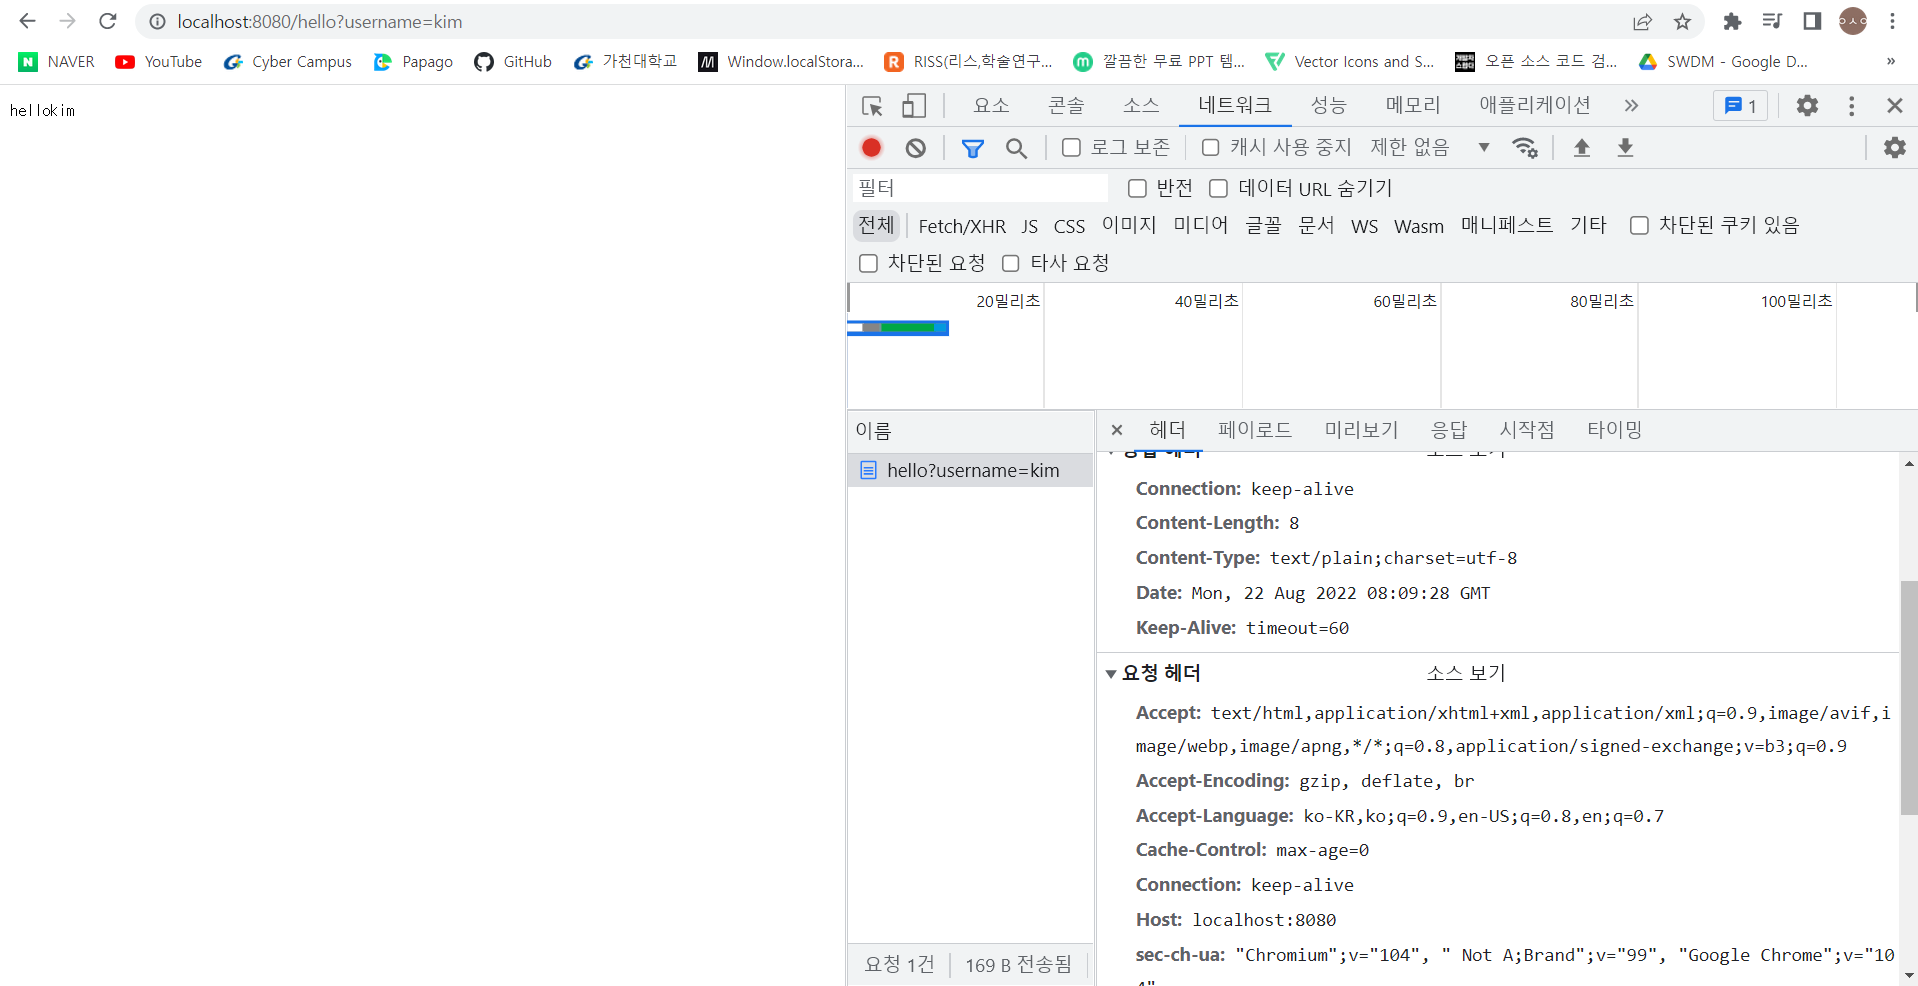 localhost:8080/hello?username=kim
NAVER YouTube Cyber Campus Papago GitHub 가천대학교 Window.localStora... RISS(리스,학술연구... 깔끔한 무료 PPT 템... Vector Icons and S... 오픈 소스 코드 검... SWDM - Google D... »
hellokim
요소 콘솔 소스 네트워크 성능 메모리 애플리케이션 » 1
로그 보존 캐시 사용 중지 제한 없음
필터 반전 데이터 URL 숨기기
전체 Fetch/XHR JS CSS 이미지 미디어 글꼴 문서 WS Wasm 매니페스트 기타 차단된 쿠키 있음
차단된 요청 타사 요청
20밀리초 40밀리초 60밀리초 80밀리초 100밀리초
이름
hello?username=kim
요청 1건 169 B 전송됨
헤더 페이로드 미리보기 응답 시작점 타이밍
응답 헤더 소스 보기
Connection: keep-alive
Content-Length: 8
Content-Type: text/plain;charset=utf-8
Date: Mon, 22 Aug 2022 08:09:28 GMT
Keep-Alive: timeout=60
요청 헤더 소스 보기
Accept: text/html,application/xhtml+xml,application/xml;q=0.9,image/avif,i
mage/webp,image/apng,*/*;q=0.8,application/signed-exchange;v=b3;q=0.9
Accept-Encoding: gzip, deflate, br
Accept-Language: ko-KR,ko;q=0.9,en-US;q=0.8,en;q=0.7
Cache-Control: max-age=0
Connection: keep-alive
Host: localhost:8080
sec-ch-ua: "Chromium";v="104", " Not A;Brand";v="99", "Google Chrome";v="10
4"